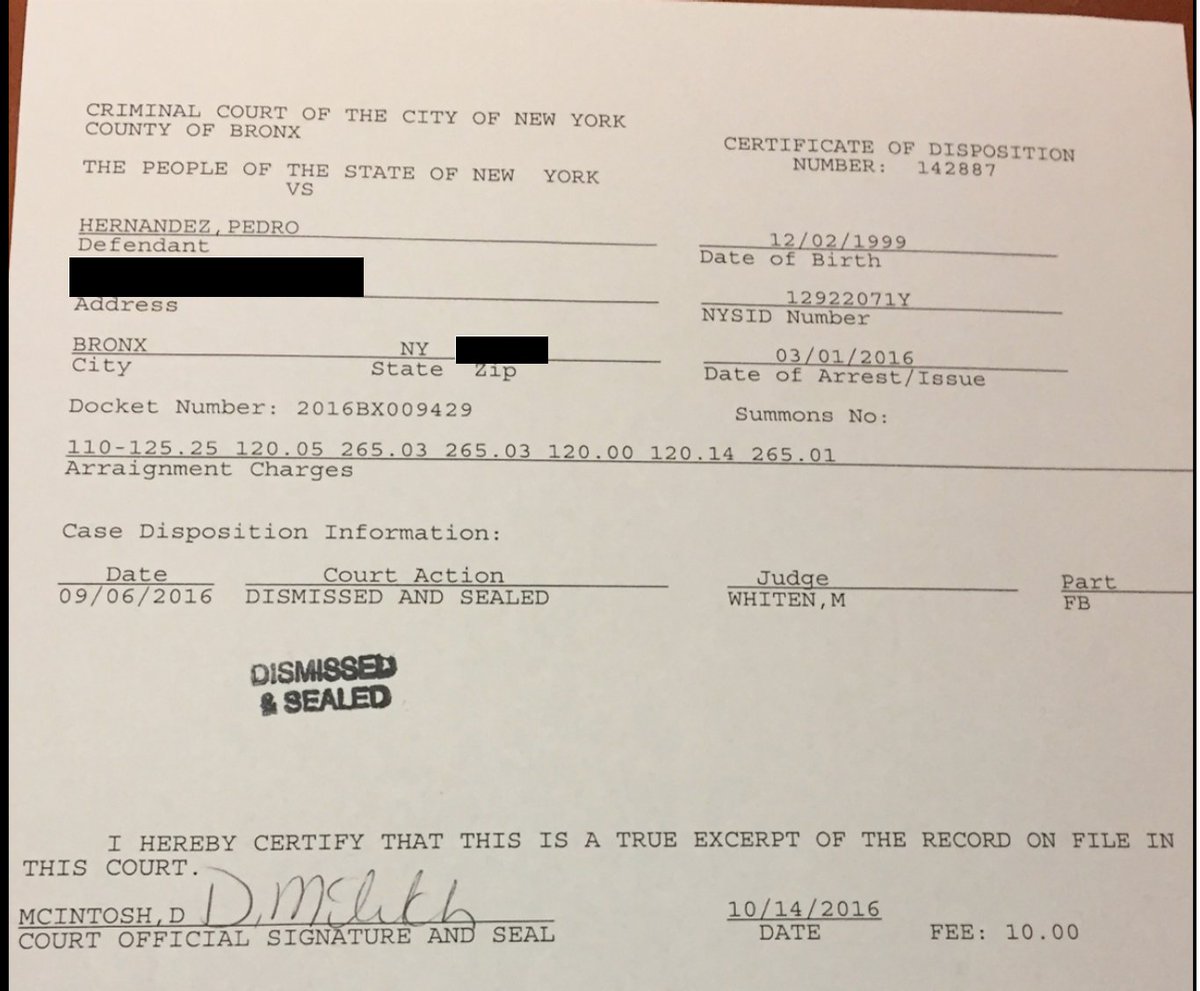 CRIMINAL COURT OF THE CITY OF NEW YORK
COUNTY OF BRONX
CERTIFICATE OF DISPOSITION
NUMBER: 142887
THE PEOPLE OF THE STATE OF NEW YORK
VS
HERNANDEZ, PEDRO
Defendant
12/02/1999
Date of Birth
Address
12922071Y
NYSID Number
BRONX NY
City State Zip
03/01/2016
Date of Arrest/Issue
Docket Number: 2016BX009429
Summons No:
110-125.25 120.05 265.03 265.03 120.00 120.14 265.01
Arraignment Charges
Case Disposition Information:
Date Court Action Judge Part
09/06/2016 DISMISSED AND SEALED WHITEN,M FB
DISMISSED
& SEALED
I HEREBY CERTIFY THAT THIS IS A TRUE EXCERPT OF THE RECORD ON FILE IN
THIS COURT.
MCINTOSH,D
COURT OFFICIAL SIGNATURE AND SEAL
10/14/2016
DATE
FEE: 10.00